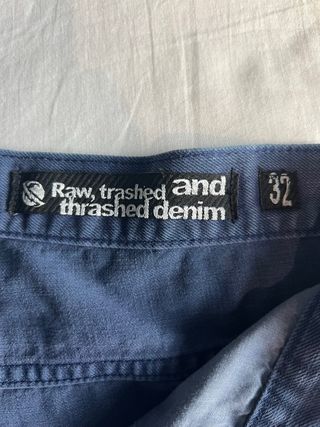 Raw, trashed and
thrashed denim
32